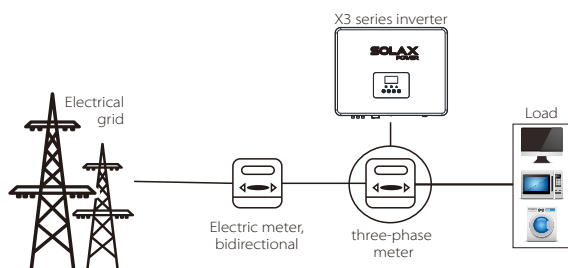 X3 series inverter
SOLAX
POWER
Electrical
grid
Load
Electric meter,
bidirectional
three-phase
meter